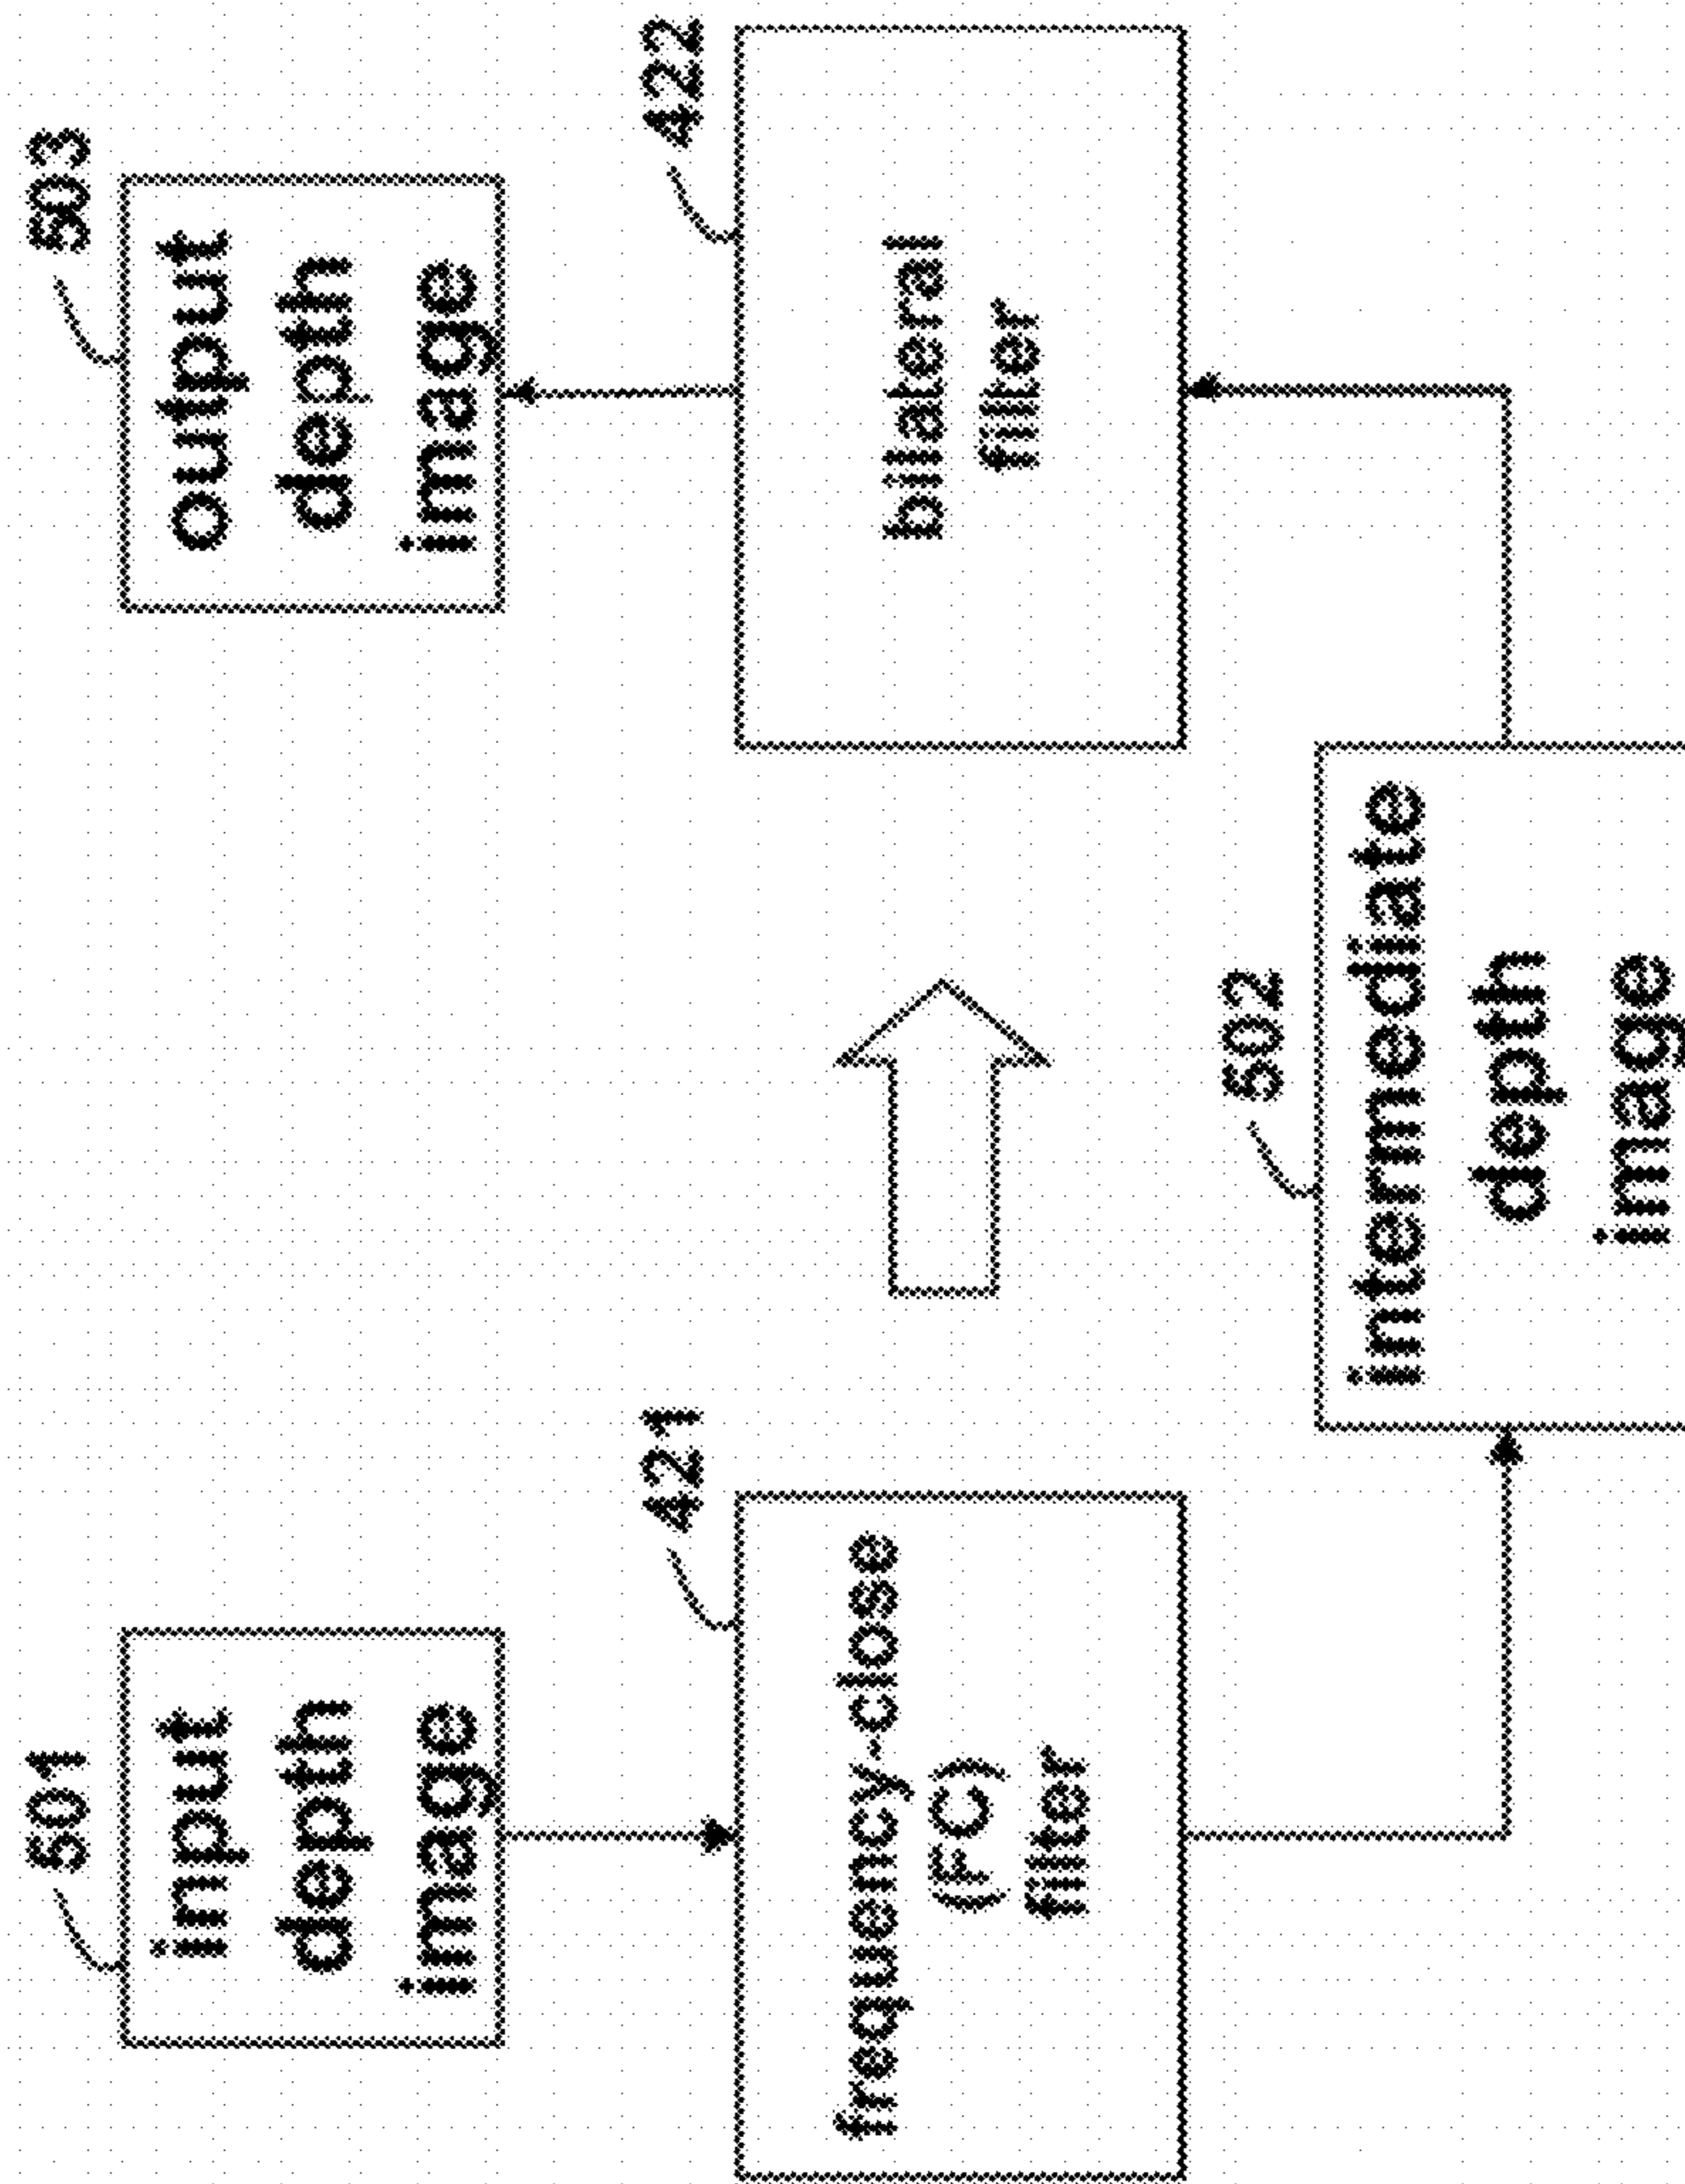 501
input
depth
image
503
output
depth
image
421
frequency-close
(FC)
filter
422
bilateral
filter
502
intermediate
depth
image